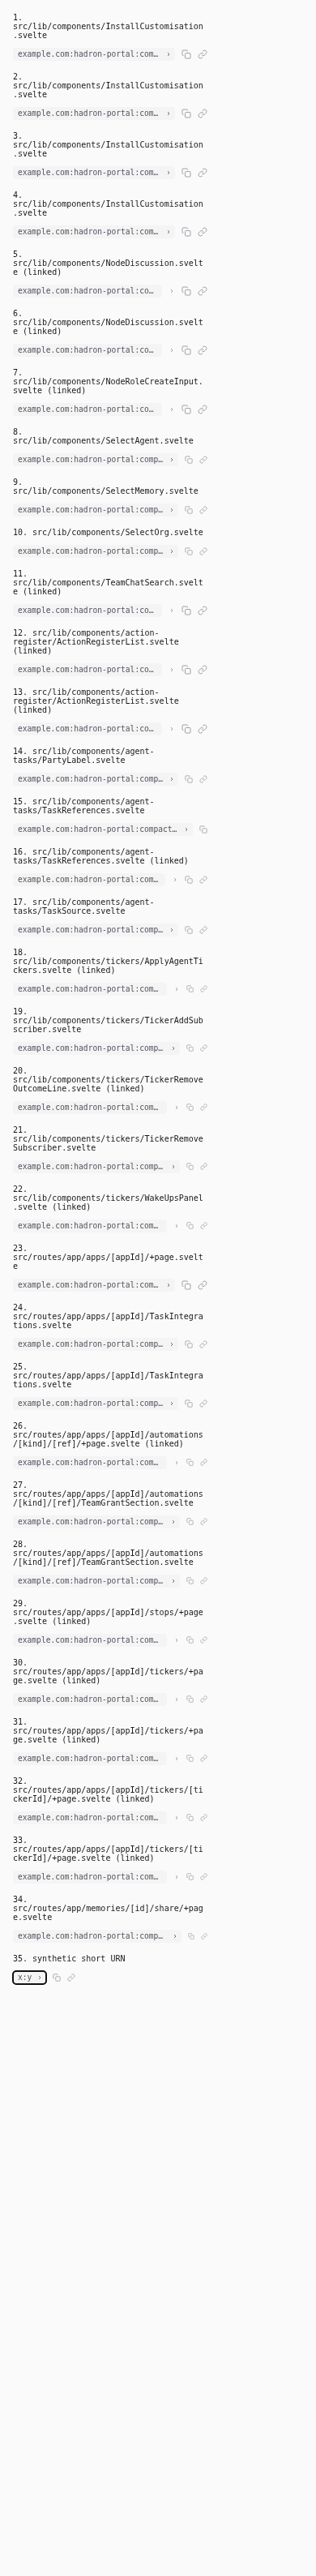 1.
src/lib/components/InstallCustomisation
.svelte
example.com:hadron-portal:com… ›
2.
src/lib/components/InstallCustomisation
.svelte
example.com:hadron-portal:com… ›
3.
src/lib/components/InstallCustomisation
.svelte
example.com:hadron-portal:com… ›
4.
src/lib/components/InstallCustomisation
.svelte
example.com:hadron-portal:com… ›
5.
src/lib/components/NodeDiscussion.svelt
e (linked)
example.com:hadron-portal:co… ›
6.
src/lib/components/NodeDiscussion.svelt
e (linked)
example.com:hadron-portal:co… ›
7.
src/lib/components/NodeRoleCreateInput.
svelte (linked)
example.com:hadron-portal:co… ›
8.
src/lib/components/SelectAgent.svelte
example.com:hadron-portal:comp… ›
9.
src/lib/components/SelectMemory.svelte
example.com:hadron-portal:comp… ›
10. src/lib/components/SelectOrg.svelte
example.com:hadron-portal:comp… ›
11.
src/lib/components/TeamChatSearch.svelt
e (linked)
example.com:hadron-portal:co… ›
12. src/lib/components/action-
register/ActionRegisterList.svelte
(linked)
example.com:hadron-portal:co… ›
13. src/lib/components/action-
register/ActionRegisterList.svelte
(linked)
example.com:hadron-portal:co… ›
14. src/lib/components/agent-
tasks/PartyLabel.svelte
example.com:hadron-portal:comp… ›
15. src/lib/components/agent-
tasks/TaskReferences.svelte
example.com:hadron-portal:compact… ›
16. src/lib/components/agent-
tasks/TaskReferences.svelte (linked)
example.com:hadron-portal:com… ›
17. src/lib/components/agent-
tasks/TaskSource.svelte
example.com:hadron-portal:comp… ›
18.
src/lib/components/tickers/ApplyAgentTi
ckers.svelte (linked)
example.com:hadron-portal:com… ›
19.
src/lib/components/tickers/TickerAddSub
scriber.svelte
example.com:hadron-portal:comp… ›
20.
src/lib/components/tickers/TickerRemove
OutcomeLine.svelte (linked)
example.com:hadron-portal:com… ›
21.
src/lib/components/tickers/TickerRemove
Subscriber.svelte
example.com:hadron-portal:comp… ›
22.
src/lib/components/tickers/WakeUpsPanel
.svelte (linked)
example.com:hadron-portal:com… ›
23.
src/routes/app/apps/[appId]/+page.svelt
e
example.com:hadron-portal:com… ›
24.
src/routes/app/apps/[appId]/TaskIntegra
tions.svelte
example.com:hadron-portal:comp… ›
25.
src/routes/app/apps/[appId]/TaskIntegra
tions.svelte
example.com:hadron-portal:comp… ›
26.
src/routes/app/apps/[appId]/automations
/[kind]/[ref]/+page.svelte (linked)
example.com:hadron-portal:com… ›
27.
src/routes/app/apps/[appId]/automations
/[kind]/[ref]/TeamGrantSection.svelte
example.com:hadron-portal:comp… ›
28.
src/routes/app/apps/[appId]/automations
/[kind]/[ref]/TeamGrantSection.svelte
example.com:hadron-portal:comp… ›
29.
src/routes/app/apps/[appId]/stops/+page
.svelte (linked)
example.com:hadron-portal:com… ›
30.
src/routes/app/apps/[appId]/tickers/+pa
ge.svelte (linked)
example.com:hadron-portal:com… ›
31.
src/routes/app/apps/[appId]/tickers/+pa
ge.svelte (linked)
example.com:hadron-portal:com… ›
32.
src/routes/app/apps/[appId]/tickers/[ti
ckerId]/+page.svelte (linked)
example.com:hadron-portal:com… ›
33.
src/routes/app/apps/[appId]/tickers/[ti
ckerId]/+page.svelte (linked)
example.com:hadron-portal:com… ›
34.
src/routes/app/memories/[id]/share/+pag
e.svelte
example.com:hadron-portal:comp… ›
35. synthetic short URN
x:y ›